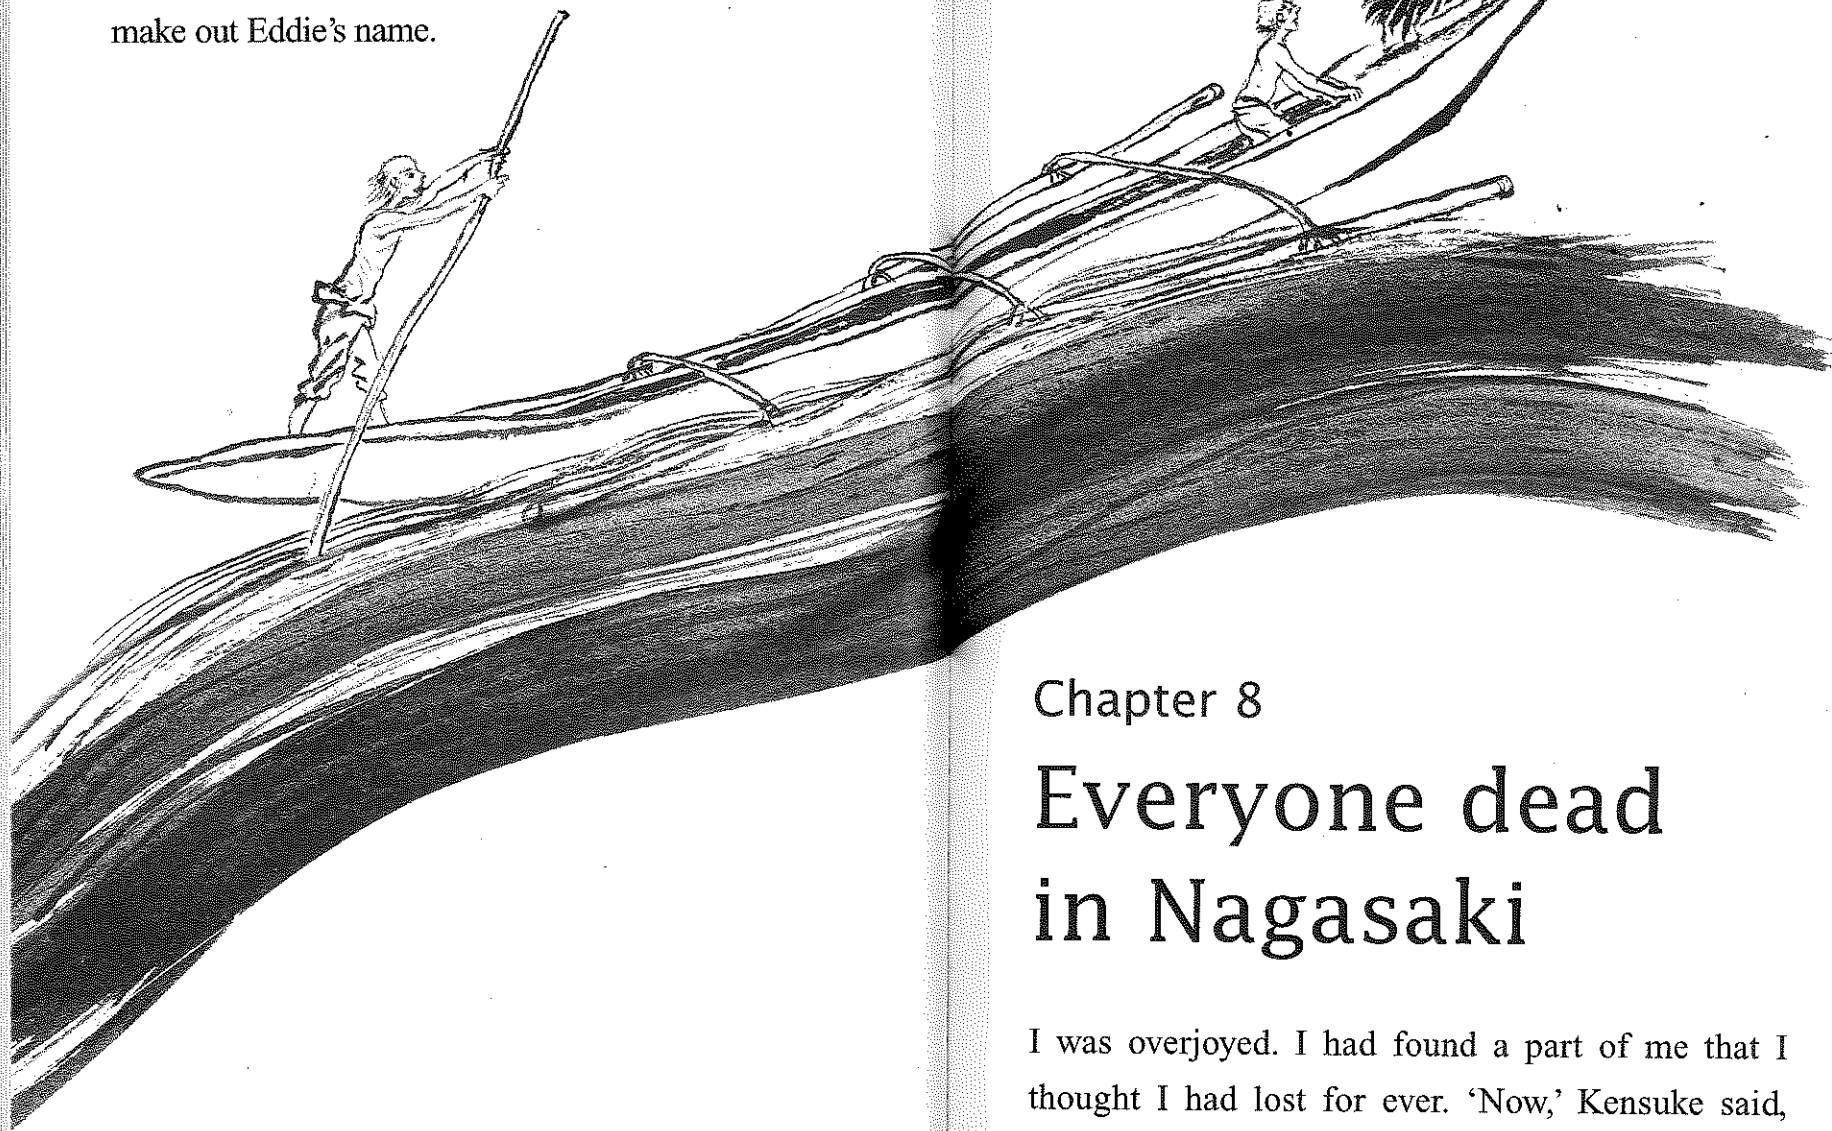 make out Eddie’s name.
Chapter 8
Everyone dead
in Nagasaki
I was overjoyed. I had found a part of me that I
thought I had lost for ever. ‘Now,’ Kensuke said,